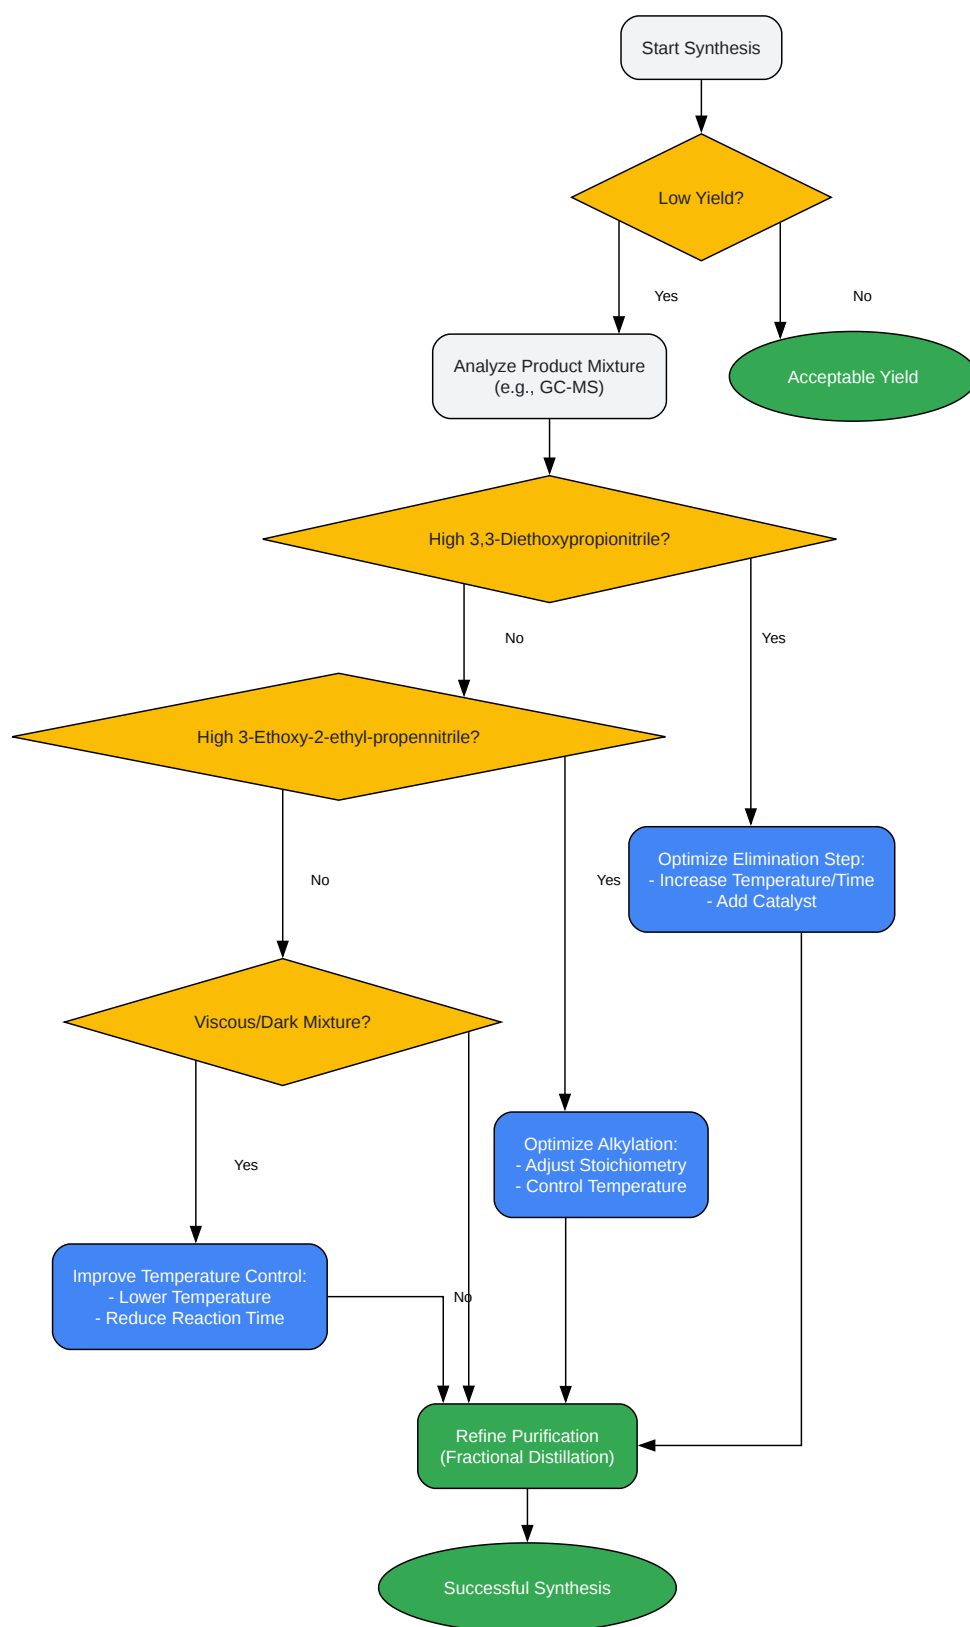 Start Synthesis
Low Yield?
Yes
No
Analyze Product Mixture
(e.g., GC-MS)
Acceptable Yield
High 3,3-Diethoxypropionitrile?
No
Yes
High 3-Ethoxy-2-ethyl-propennitrile?
No
Yes
Optimize Elimination Step:
- Increase Temperature/Time
- Add Catalyst
Viscous/Dark Mixture?
Yes
Optimize Alkylation:
- Adjust Stoichiometry
- Control Temperature
Improve Temperature Control:
- Lower Temperature
- Reduce Reaction Time
No
Refine Purification
(Fractional Distillation)
Successful Synthesis